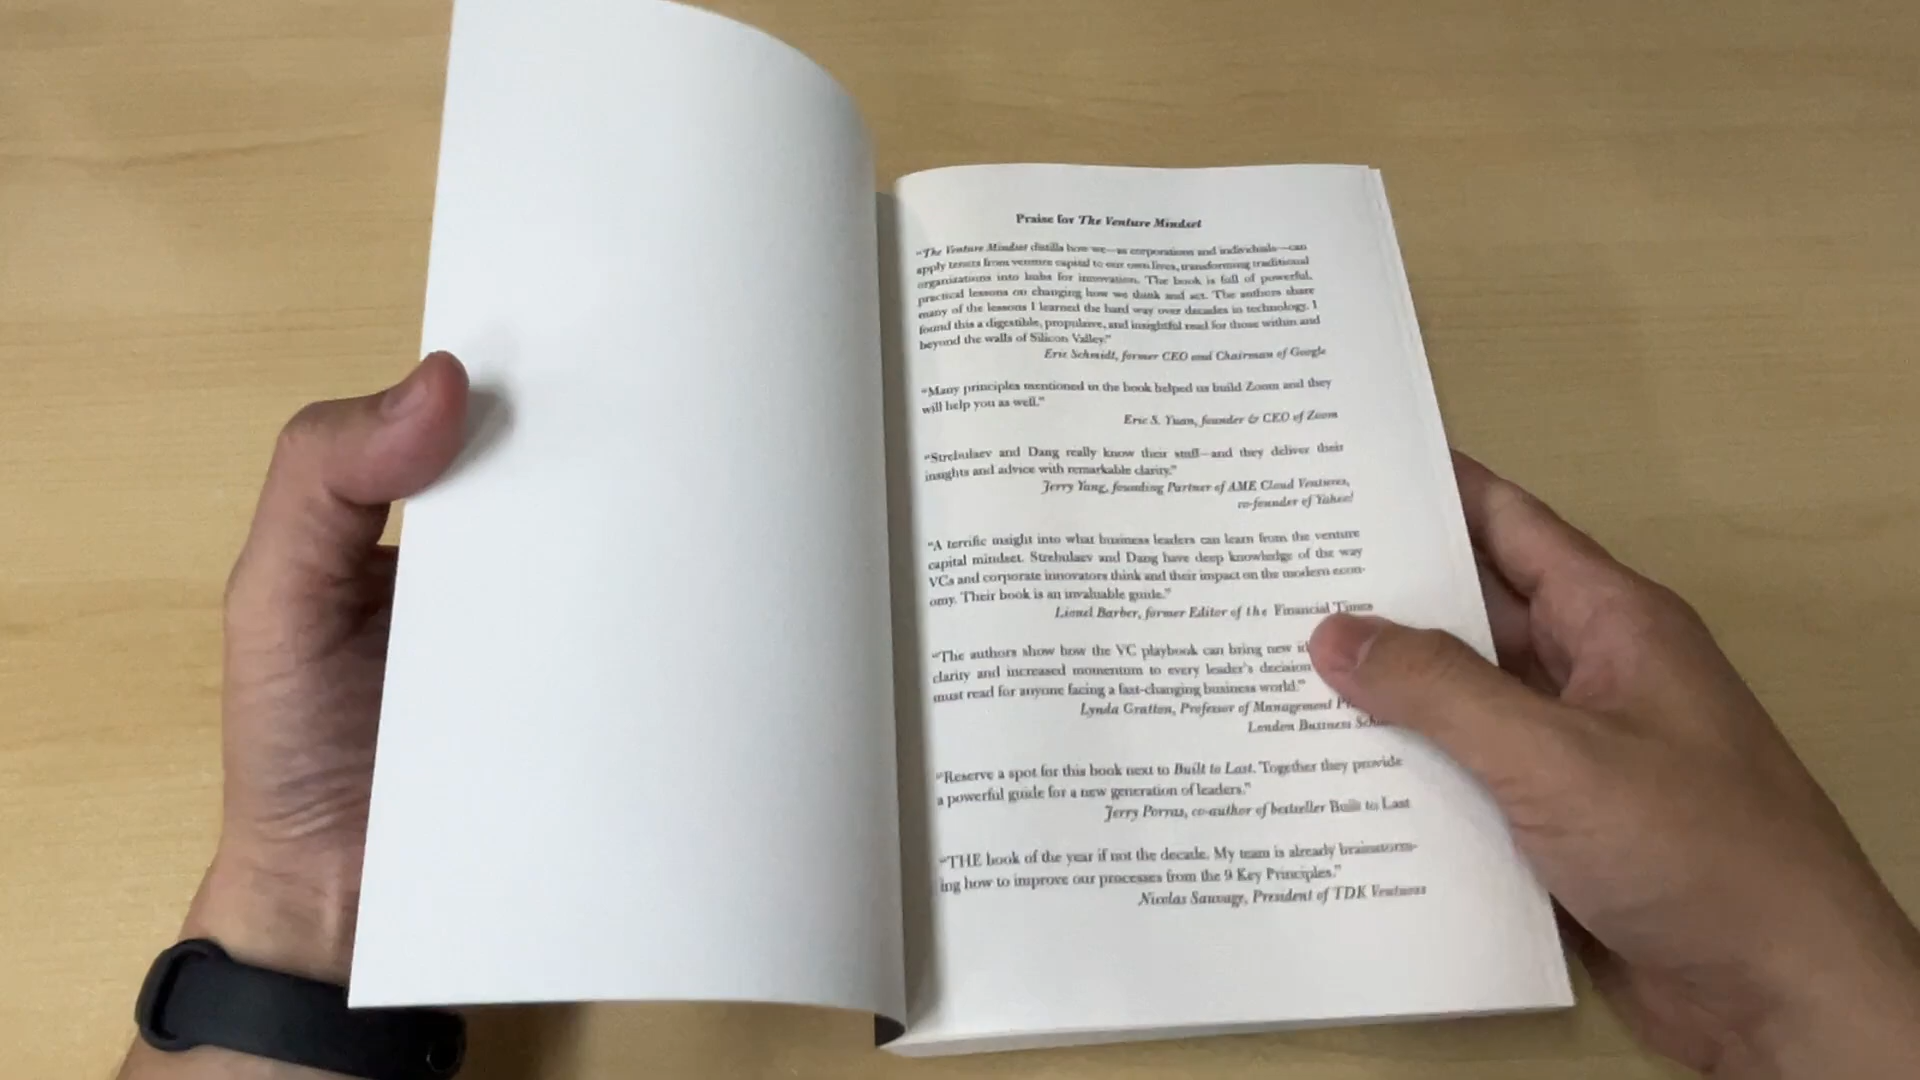 Praise for The Venture Mindset
“The Venture Mindset distills how we—as corporations and individuals—can
apply tenets from venture capital to our own lives, transforming traditional
organizations into hubs for innovation. The book is full of powerful,
practical lessons on changing how we think and act. The authors share
many of the lessons I learned the hard way over decades in technology. I
found this a digestible, propulsive, and insightful read for those within and
beyond the walls of Silicon Valley.”
Eric Schmidt, former CEO and Chairman of Google
“Many principles mentioned in the book helped us build Zoom and they
will help you as well.”
Eric S. Yuan, founder & CEO of Zoom
“Strebulaev and Dang really know their stuff—and they deliver their
insights and advice with remarkable clarity.”
Jerry Yang, founding Partner of AME Cloud Ventures,
co-founder of Yahoo!
“A terrific insight into what business leaders can learn from the venture
capital mindset. Strebulaev and Dang have deep knowledge of the way
VCs and corporate innovators think and their impact on the modern econ-
omy. Their book is an invaluable guide.”
Lionel Barber, former Editor of the Financial Times
“The authors show how the VC playbook can bring new
clarity and increased momentum to every leader’s decision
must read for anyone facing a fast-changing business world.”
Lynda Gratton, Professor of Management
London Business
“Reserve a spot for this book next to Built to Last. Together they provide
a powerful guide for a new generation of leaders.”
Jerry Porras, co-author of bestseller Built to Last
“THE book of the year if not the decade. My team is already brainstorm-
ing how to improve our processes from the 9 Key Principles.”
Nicolas Sauvage, President of TDK Ventures